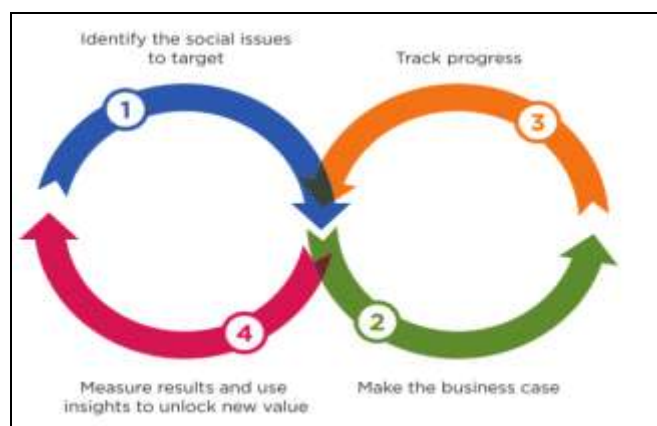 Identify the social issues
to target
1
Track progress
3
4
Measure results and use
insights to unlock new value
2
Make the business case